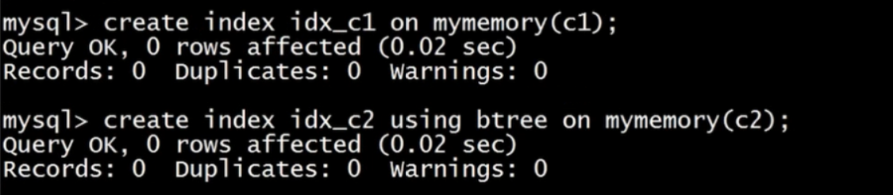 mysql> create index idx_c1 on mymemory(c1);
Query OK, 0 rows affected (0.02 sec)
Records: 0  Duplicates: 0  Warnings: 0
mysql> create index idx_c2 using btree on mymemory(c2);
Query OK, 0 rows affected (0.02 sec)
Records: 0  Duplicates: 0  Warnings: 0